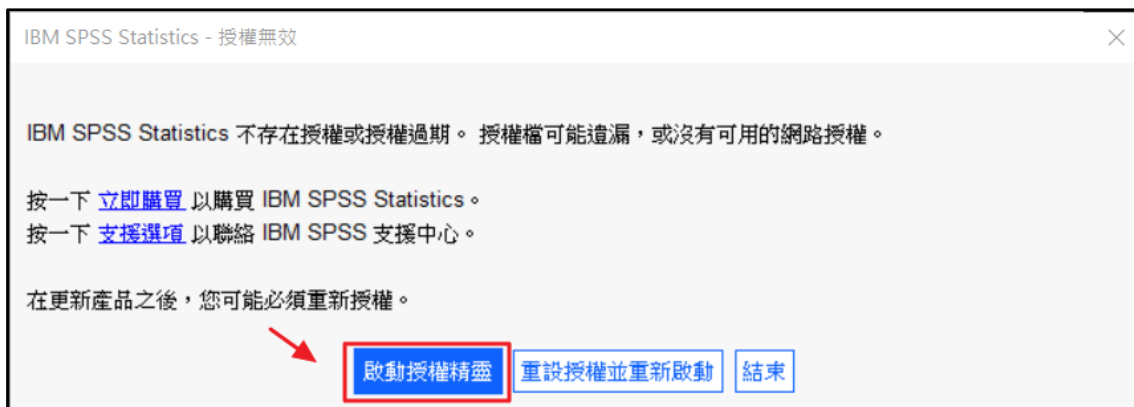 IBM SPSS Statistics - 授權無效
IBM SPSS Statistics 不存在授權或授權過期。 授權檔可能遺漏，或沒有可用的網路授權。
按一下 立即購買 以購買 IBM SPSS Statistics。
按一下 支援選項 以聯絡 IBM SPSS 支援中心。
在更新產品之後，您可能必須重新授權。
啟動授權精靈 重設授權並重新啟動 結束